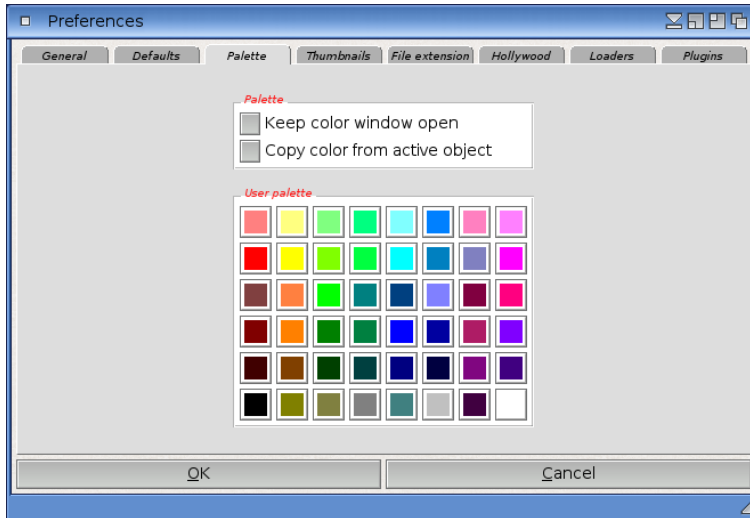 Preferences
General Defaults Palette Thumbnails File extension Hollywood Loaders Plugins
Palette
Keep color window open
Copy color from active object
User palette
OK Cancel